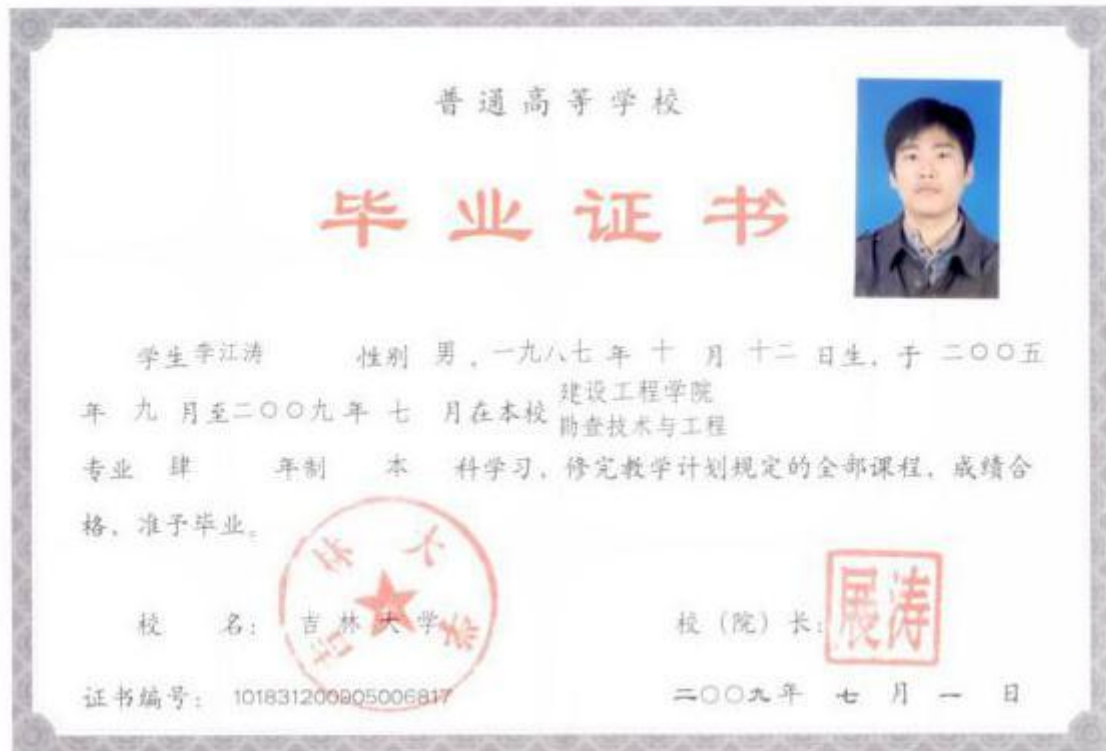 普通高等学校
毕业证书
学生 李江涛 性别 男，一九八七 年 十 月 十二 日生，于 二〇〇五
年 九 月至二〇〇九 年 七 月在本校 建设工程学院
勘查技术与工程
专业 肆 年制 本 科学习，修完教学计划规定的全部课程，成绩合
格，准予毕业。
吉林大学
校 名： 吉林大学
校（院）长： 展涛
证书编号： 101831200905006817
二〇〇九年 七 月 一 日